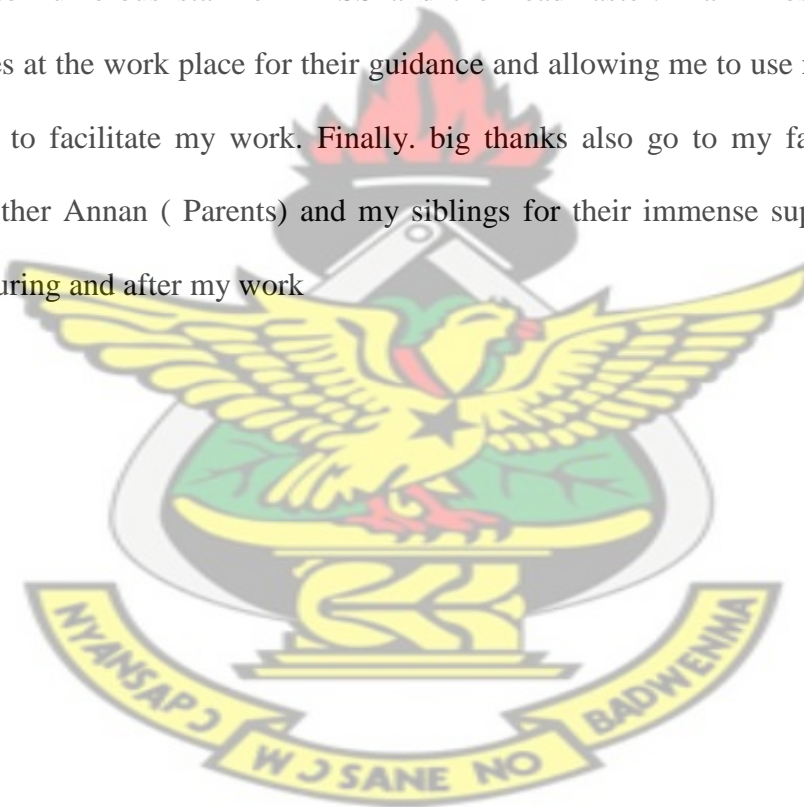 es at the work place for their guidance and allowing me to use
to facilitate my work. Finally. big thanks also go to my fa
ther Annan ( Parents) and my siblings for their immense sup
uring and after my work
NYANSAPƆ
WƆSANE NO
BADWENMA